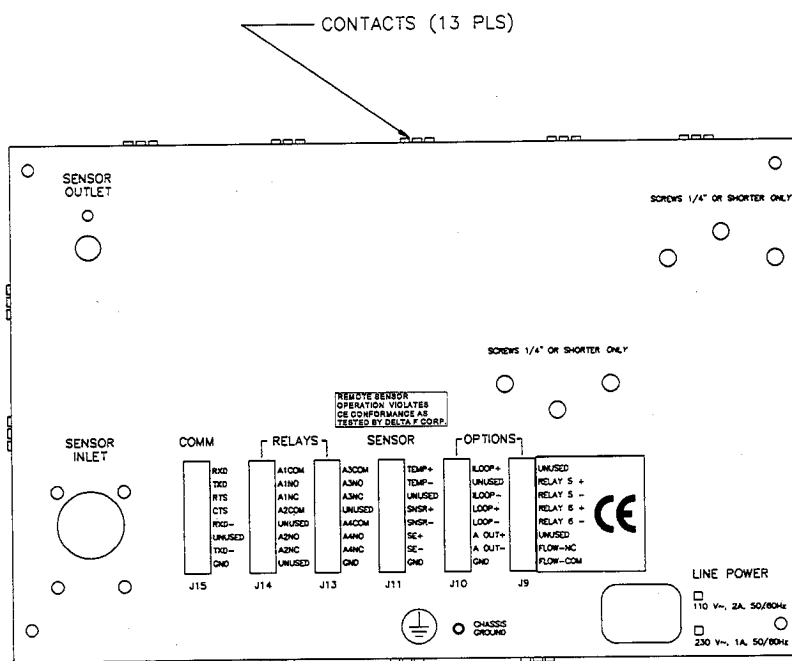 CONTACTS (13 PLS)
SENSOR
OUTLET
SCREWS 1/4" OR SHORTER ONLY
SCREWS 1/4" OR SHORTER ONLY
REMOTE SENSOR
OPERATION VIOLATES
CE CONFORMANCE AS
TESTED BY DELTA F CORP.
SENSOR
INLET
COMM
RELAYS
SENSOR
OPTIONS
RXD
TXD
RTS
CTS
RXD-
UNUSED
TXD-
GND
J15
A1COM
A1NO
A1NC
A2COM
UNUSED
A2NO
A2NC
UNUSED
J14
A3COM
A3NO
A3NC
UNUSED
A4COM
A4NO
A4NC
GND
J13
TEMP+
TEMP-
UNUSED
SNSR+
SNSR-
SE+
SE-
GND
J11
ILOOP+
UNUSED
ILOOP-
LOOP+
LOOP-
A OUT+
A OUT-
GND
J10
UNUSED
RELAY 5 +
RELAY 5 -
RELAY 6 +
RELAY 6 -
UNUSED
FLOW-NC
FLOW-COM
J9
CE
CHASSIS
GROUND
LINE POWER
110 V~, 2A, 50/60Hz
230 V~, 1A, 50/60Hz